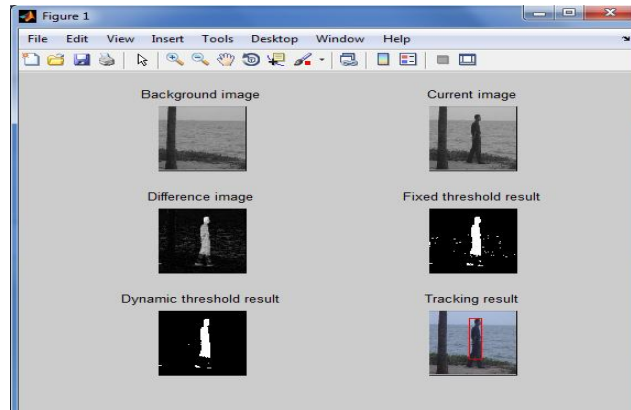 Figure 1
File Edit View Insert Tools Desktop Window Help
Background image
Current image
Difference image
Fixed threshold result
Dynamic threshold result
Tracking result